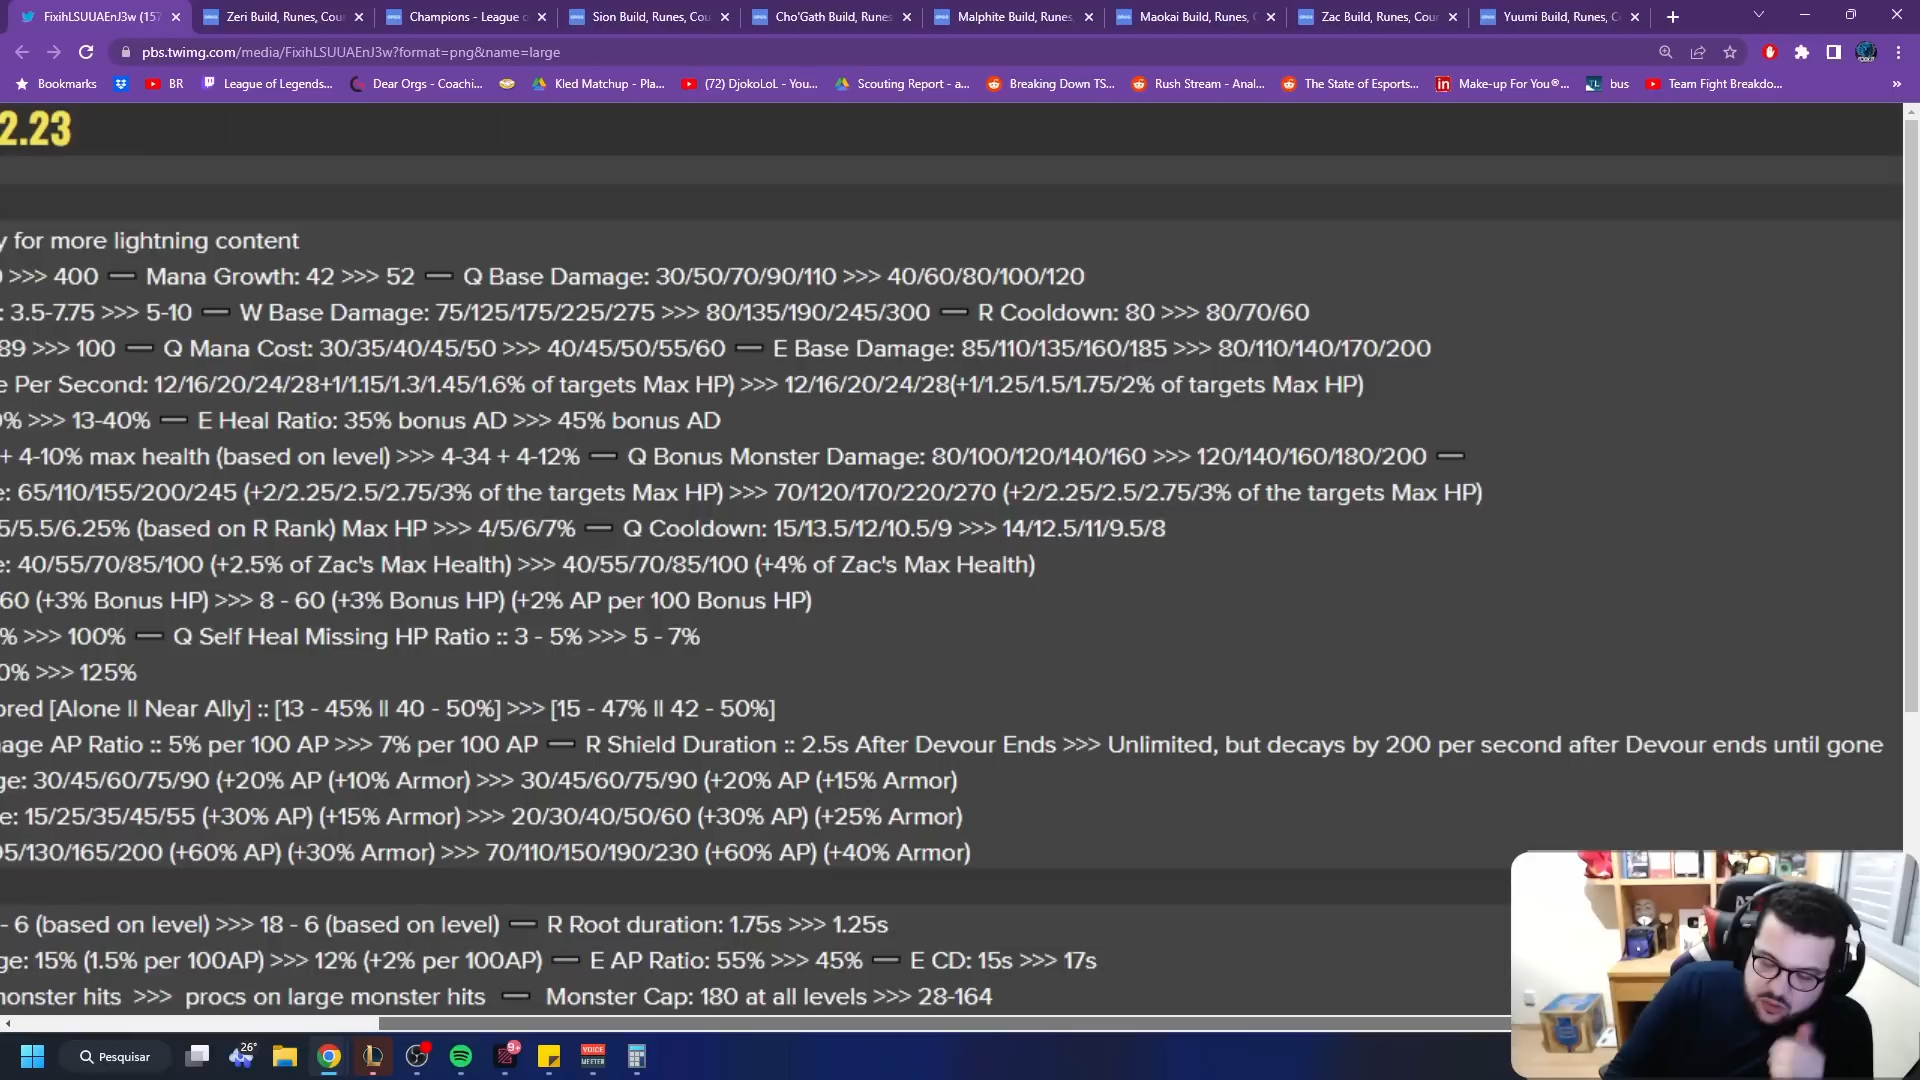 FixihLSUUAEnJ3w (157
Zeri Build, Runes, Cou
Champions - League o
Sion Build, Runes, Cou
Cho'Gath Build, Runes
Malphite Build, Runes,
Maokai Build, Runes, C
Zac Build, Runes, Cour
Yuumi Build, Runes, C
pbs.twimg.com/media/FixihLSUUAEnJ3w?format=png&name=large
Bookmarks
BR
League of Legends...
Dear Orgs - Coachi...
Kled Matchup - Pla...
(72) DjokoLoL - You...
Scouting Report - a...
Breaking Down TS...
Rush Stream - Anal...
The State of Esports...
Make-up For You®...
bus
Team Fight Breakdo...
2.23
y for more lightning content
>>> 400 — Mana Growth: 42 >>> 52 — Q Base Damage: 30/50/70/90/110 >>> 40/60/80/100/120
: 3.5-7.75 >>> 5-10 — W Base Damage: 75/125/175/225/275 >>> 80/135/190/245/300 — R Cooldown: 80 >>> 80/70/60
89 >>> 100 — Q Mana Cost: 30/35/40/45/50 >>> 40/45/50/55/60 — E Base Damage: 85/110/135/160/185 >>> 80/110/140/170/200
e Per Second: 12/16/20/24/28+1/1.15/1.3/1.45/1.6% of targets Max HP) >>> 12/16/20/24/28(+1/1.25/1.5/1.75/2% of targets Max HP)
% >>> 13-40% — E Heal Ratio: 35% bonus AD >>> 45% bonus AD
+ 4-10% max health (based on level) >>> 4-34 + 4-12% — Q Bonus Monster Damage: 80/100/120/140/160 >>> 120/140/160/180/200 —
e: 65/110/155/200/245 (+2/2.25/2.5/2.75/3% of the targets Max HP) >>> 70/120/170/220/270 (+2/2.25/2.5/2.75/3% of the targets Max HP)
5/5.5/6.25% (based on R Rank) Max HP >>> 4/5/6/7% — Q Cooldown: 15/13.5/12/10.5/9 >>> 14/12.5/11/9.5/8
e: 40/55/70/85/100 (+2.5% of Zac's Max Health) >>> 40/55/70/85/100 (+4% of Zac's Max Health)
60 (+3% Bonus HP) >>> 8 - 60 (+3% Bonus HP) (+2% AP per 100 Bonus HP)
% >>> 100% — Q Self Heal Missing HP Ratio :: 3 - 5% >>> 5 - 7%
0% >>> 125%
ored [Alone || Near Ally] :: [13 - 45% || 40 - 50%] >>> [15 - 47% || 42 - 50%]
age AP Ratio :: 5% per 100 AP >>> 7% per 100 AP — R Shield Duration :: 2.5s After Devour Ends >>> Unlimited, but decays by 200 per second after Devour ends until gone
ge: 30/45/60/75/90 (+20% AP (+10% Armor) >>> 30/45/60/75/90 (+20% AP (+15% Armor)
e: 15/25/35/45/55 (+30% AP) (+15% Armor) >>> 20/30/40/50/60 (+30% AP) (+25% Armor)
95/130/165/200 (+60% AP) (+30% Armor) >>> 70/110/150/190/230 (+60% AP) (+40% Armor)
- 6 (based on level) >>> 18 - 6 (based on level) — R Root duration: 1.75s >>> 1.25s
ge: 15% (1.5% per 100AP) >>> 12% (+2% per 100AP) — E AP Ratio: 55% >>> 45% — E CD: 15s >>> 17s
monster hits >>> procs on large monster hits — Monster Cap: 180 at all levels >>> 28-164
Pesquisar
26°
9+
VOICE
MEETER